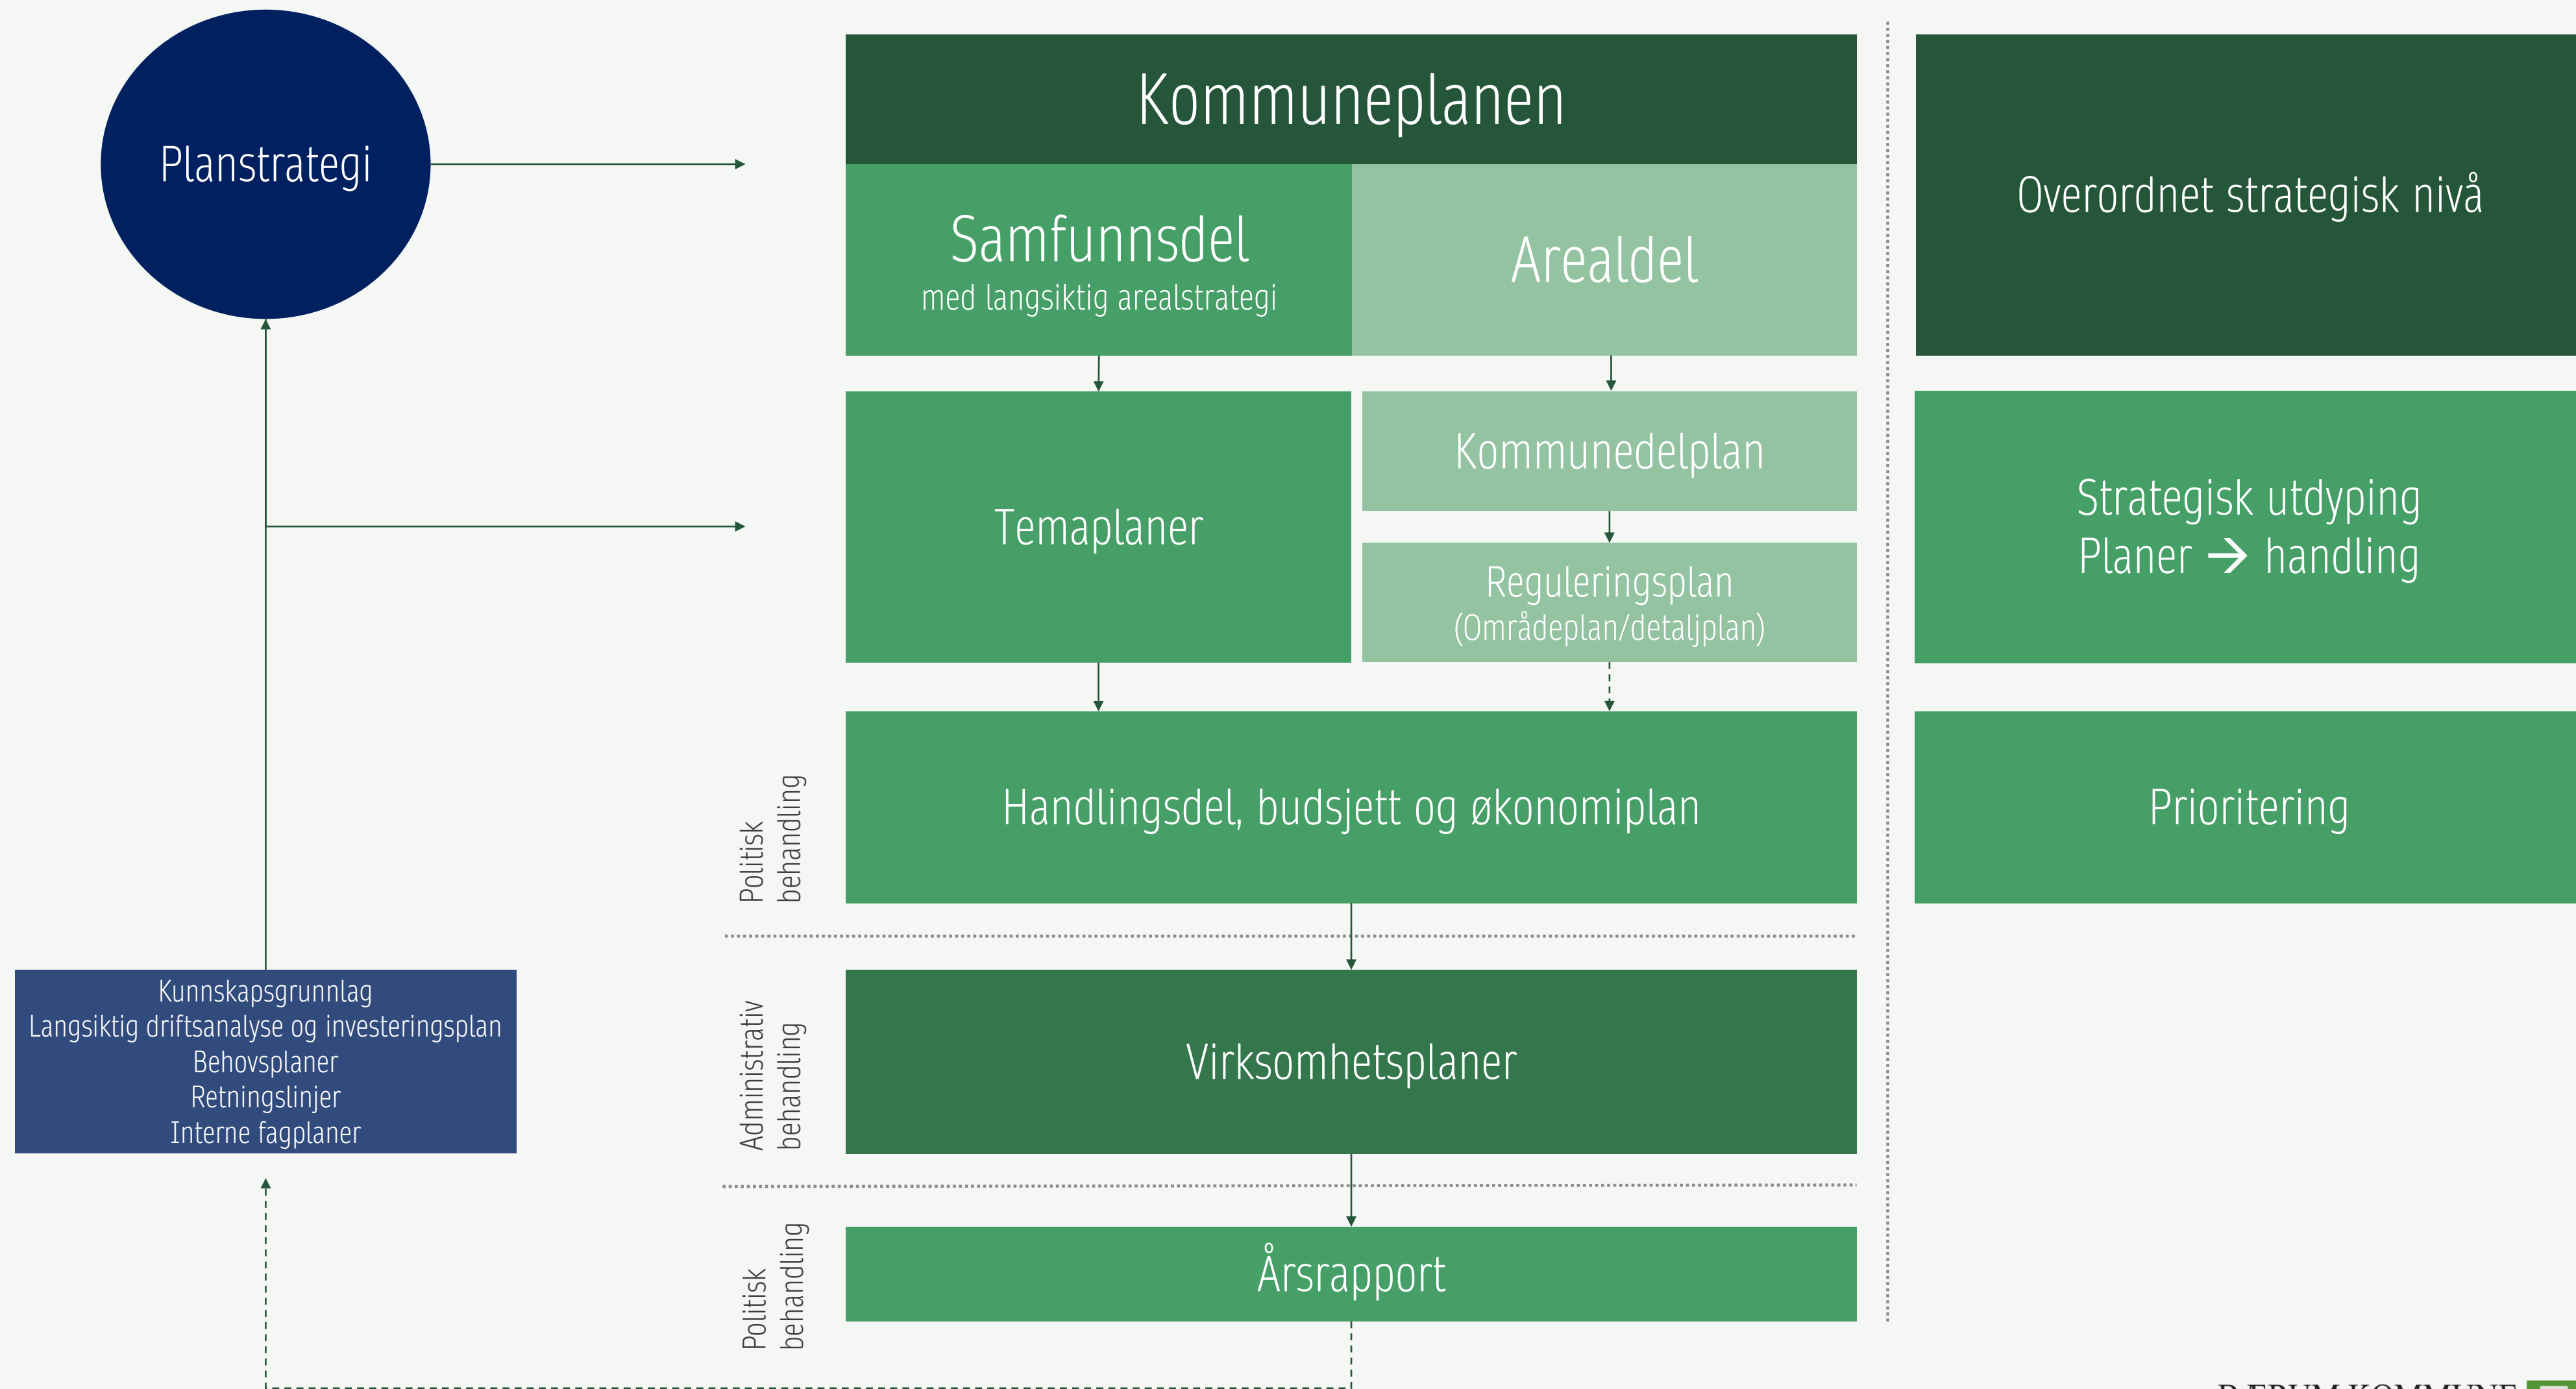 Planstrategi
Kommuneplanen
Samfunnsdel
med langsiktig arealstrategi
Arealdel
Overordnet strategisk nivå
Temaplaner
Kommunedelplan
Reguleringsplan
(Områdeplan/detaljplan)
Strategisk utdyping
Planer → handling
Politisk
behandling
Handlingsdel, budsjett og økonomiplan
Prioritering
Kunnskapsgrunnlag
Langsiktig driftsanalyse og investeringsplan
Behovsplaner
Retningslinjer
Interne fagplaner
Administrativ
behandling
Virksomhetsplaner
Politisk
behandling
Årsrapport
BÆRUM KOMMUNE